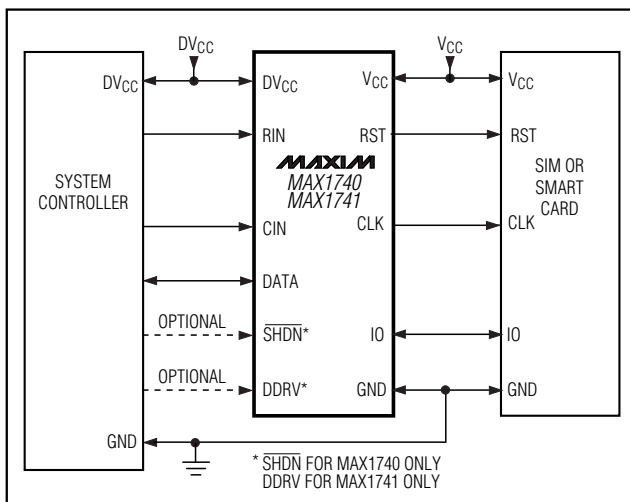 DVCC
VCC
DVCC
DVCC
VCC
VCC
RIN
RST
RST
MAXIM
MAX1740
MAX1741
SYSTEM
CONTROLLER
SIM OR
SMART
CARD
CIN
CLK
CLK
DATA
OPTIONAL
SHDN*
IO
IO
OPTIONAL
DDRV*
GND
GND
GND
* SHDN FOR MAX1740 ONLY
DDRV FOR MAX1741 ONLY